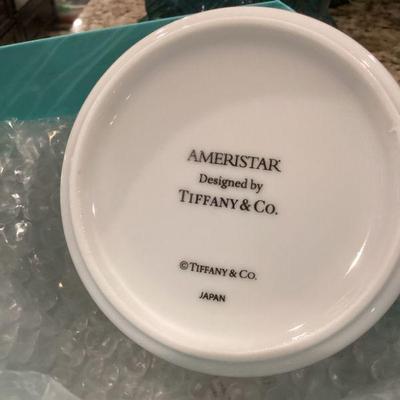 AMERISTAR
Designed by
TIFFANY & CO.
© TIFFANY & CO.
JAPAN